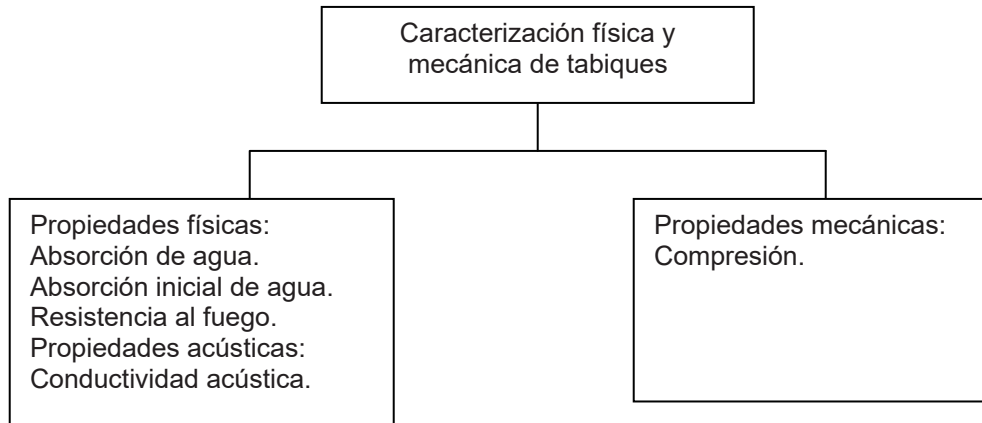 Caracterización física y
mecánica de tabiques
Propiedades físicas:
Absorción de agua.
Absorción inicial de agua.
Resistencia al fuego.
Propiedades acústicas:
Conductividad acústica.
Propiedades mecánicas:
Compresión.